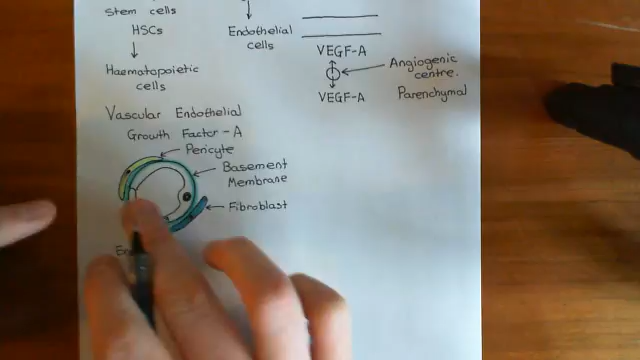 Stem cells
HSCs
Haematopoietic
cells
Endothelial
cells
VEGF-A
Angiogenic
centre.
VEGF-A
Parenchymal
Vascular Endothelial
Growth Factor-A
Pericyte
Basement
Membrane
Fibroblast